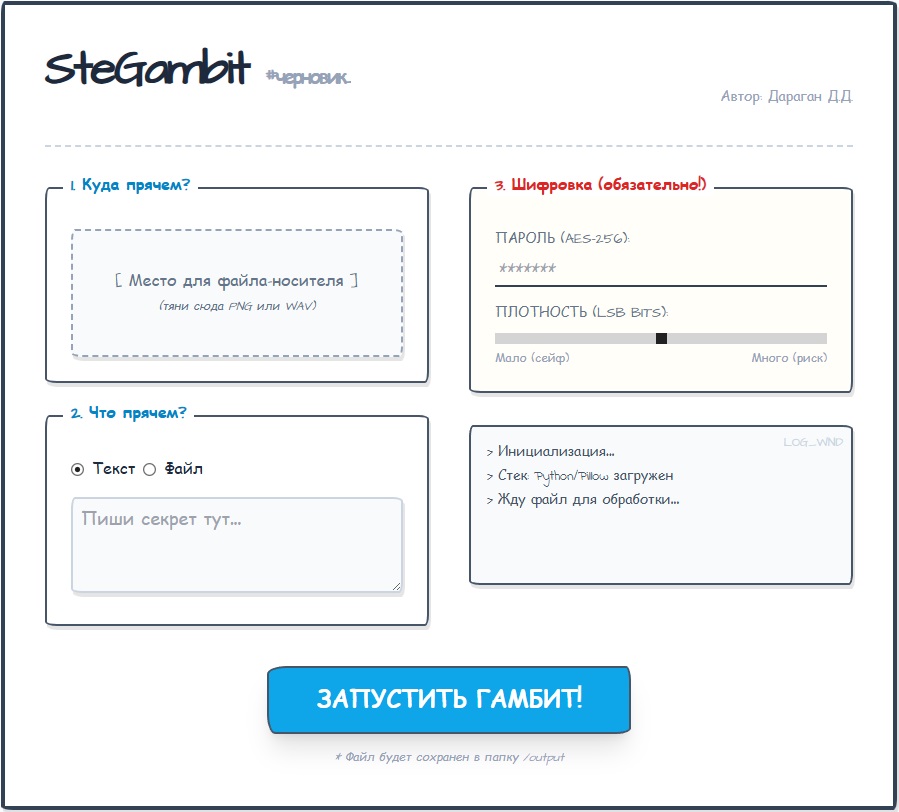 SteGambit #черновик.
Автор: Дараган Д.Д.
1. Куда прячем?
[ Место для файла-носителя ]
(тяни сюда PNG или WAV)
2. Что прячем?
Текст Файл
Пиши секрет тут...
3. Шифровка (обязательно!)
ПАРОЛЬ (AES-256):
*******
ПЛОТНОСТЬ (LSB BITS):
Мало (сейф) Много (риск)
LOG_WND
> Инициализация...
> Стек: Python/Pillow загружен
> Жду файл для обработки...
ЗАПУСТИТЬ ГАМБИТ!
* Файл будет сохранен в папку /output